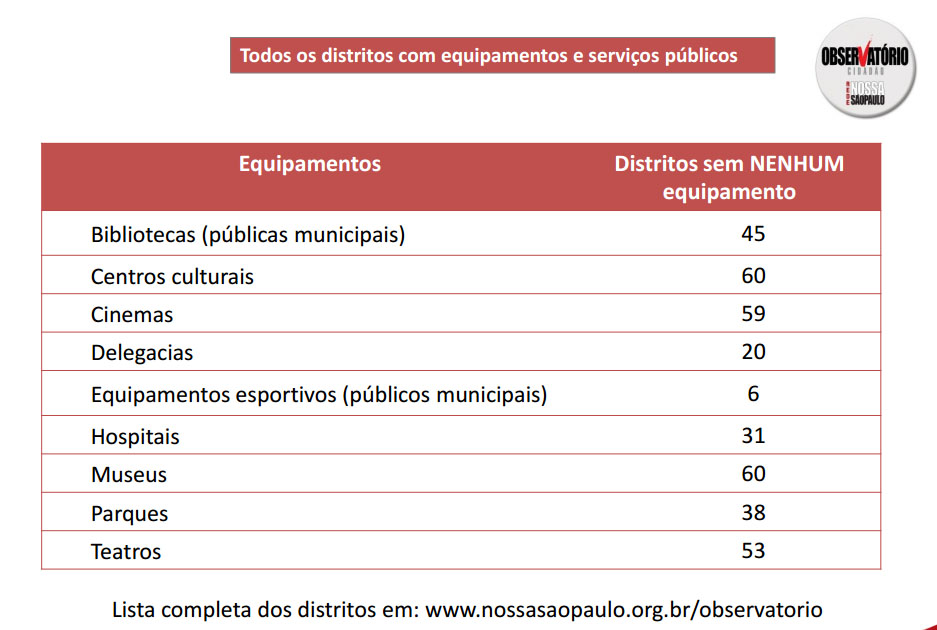 Todos os distritos com equipamentos e serviços públicos
OBSERVATÓRIO
CIDADÃO
REDE
NOSSA
SÃOPAULO
Equipamentos
Distritos sem NENHUM
equipamento
Bibliotecas (públicas municipais) 45
Centros culturais 60
Cinemas 59
Delegacias 20
Equipamentos esportivos (públicos municipais) 6
Hospitais 31
Museus 60
Parques 38
Teatros 53
Lista completa dos distritos em: www.nossasaopaulo.org.br/observatorio